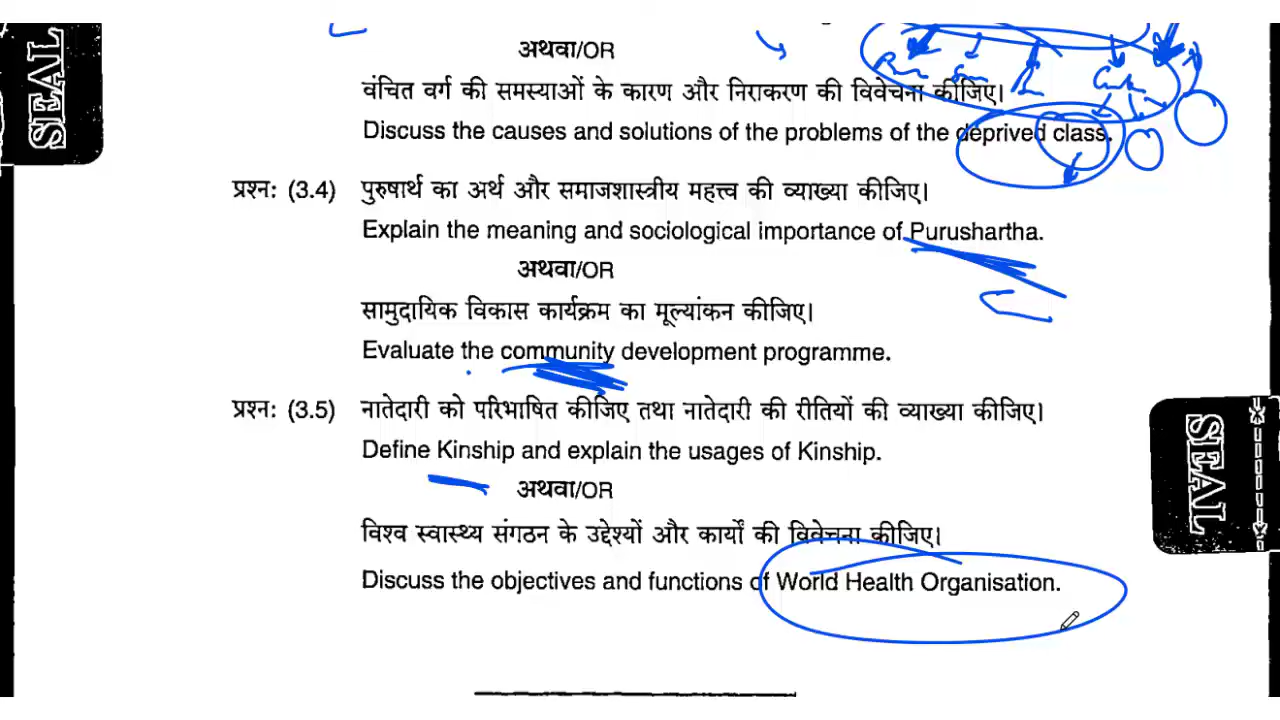 SEAL
अथवा/OR
वंचित वर्ग की समस्याओं के कारण और निराकरण की विवेचना कीजिए।
Discuss the causes and solutions of the problems of the deprived class.
प्रश्न: (3.4) पुरुषार्थ का अर्थ और समाजशास्त्रीय महत्त्व की व्याख्या कीजिए।
Explain the meaning and sociological importance of Purushartha.
अथवा/OR
सामुदायिक विकास कार्यक्रम का मूल्यांकन कीजिए।
Evaluate the community development programme.
प्रश्न: (3.5) नातेदारी को परिभाषित कीजिए तथा नातेदारी की रीतियों की व्याख्या कीजिए।
Define Kinship and explain the usages of Kinship.
अथवा/OR
SEAL
विश्व स्वास्थ्य संगठन के उद्देश्यों और कार्यों की विवेचना कीजिए।
Discuss the objectives and functions of World Health Organisation.